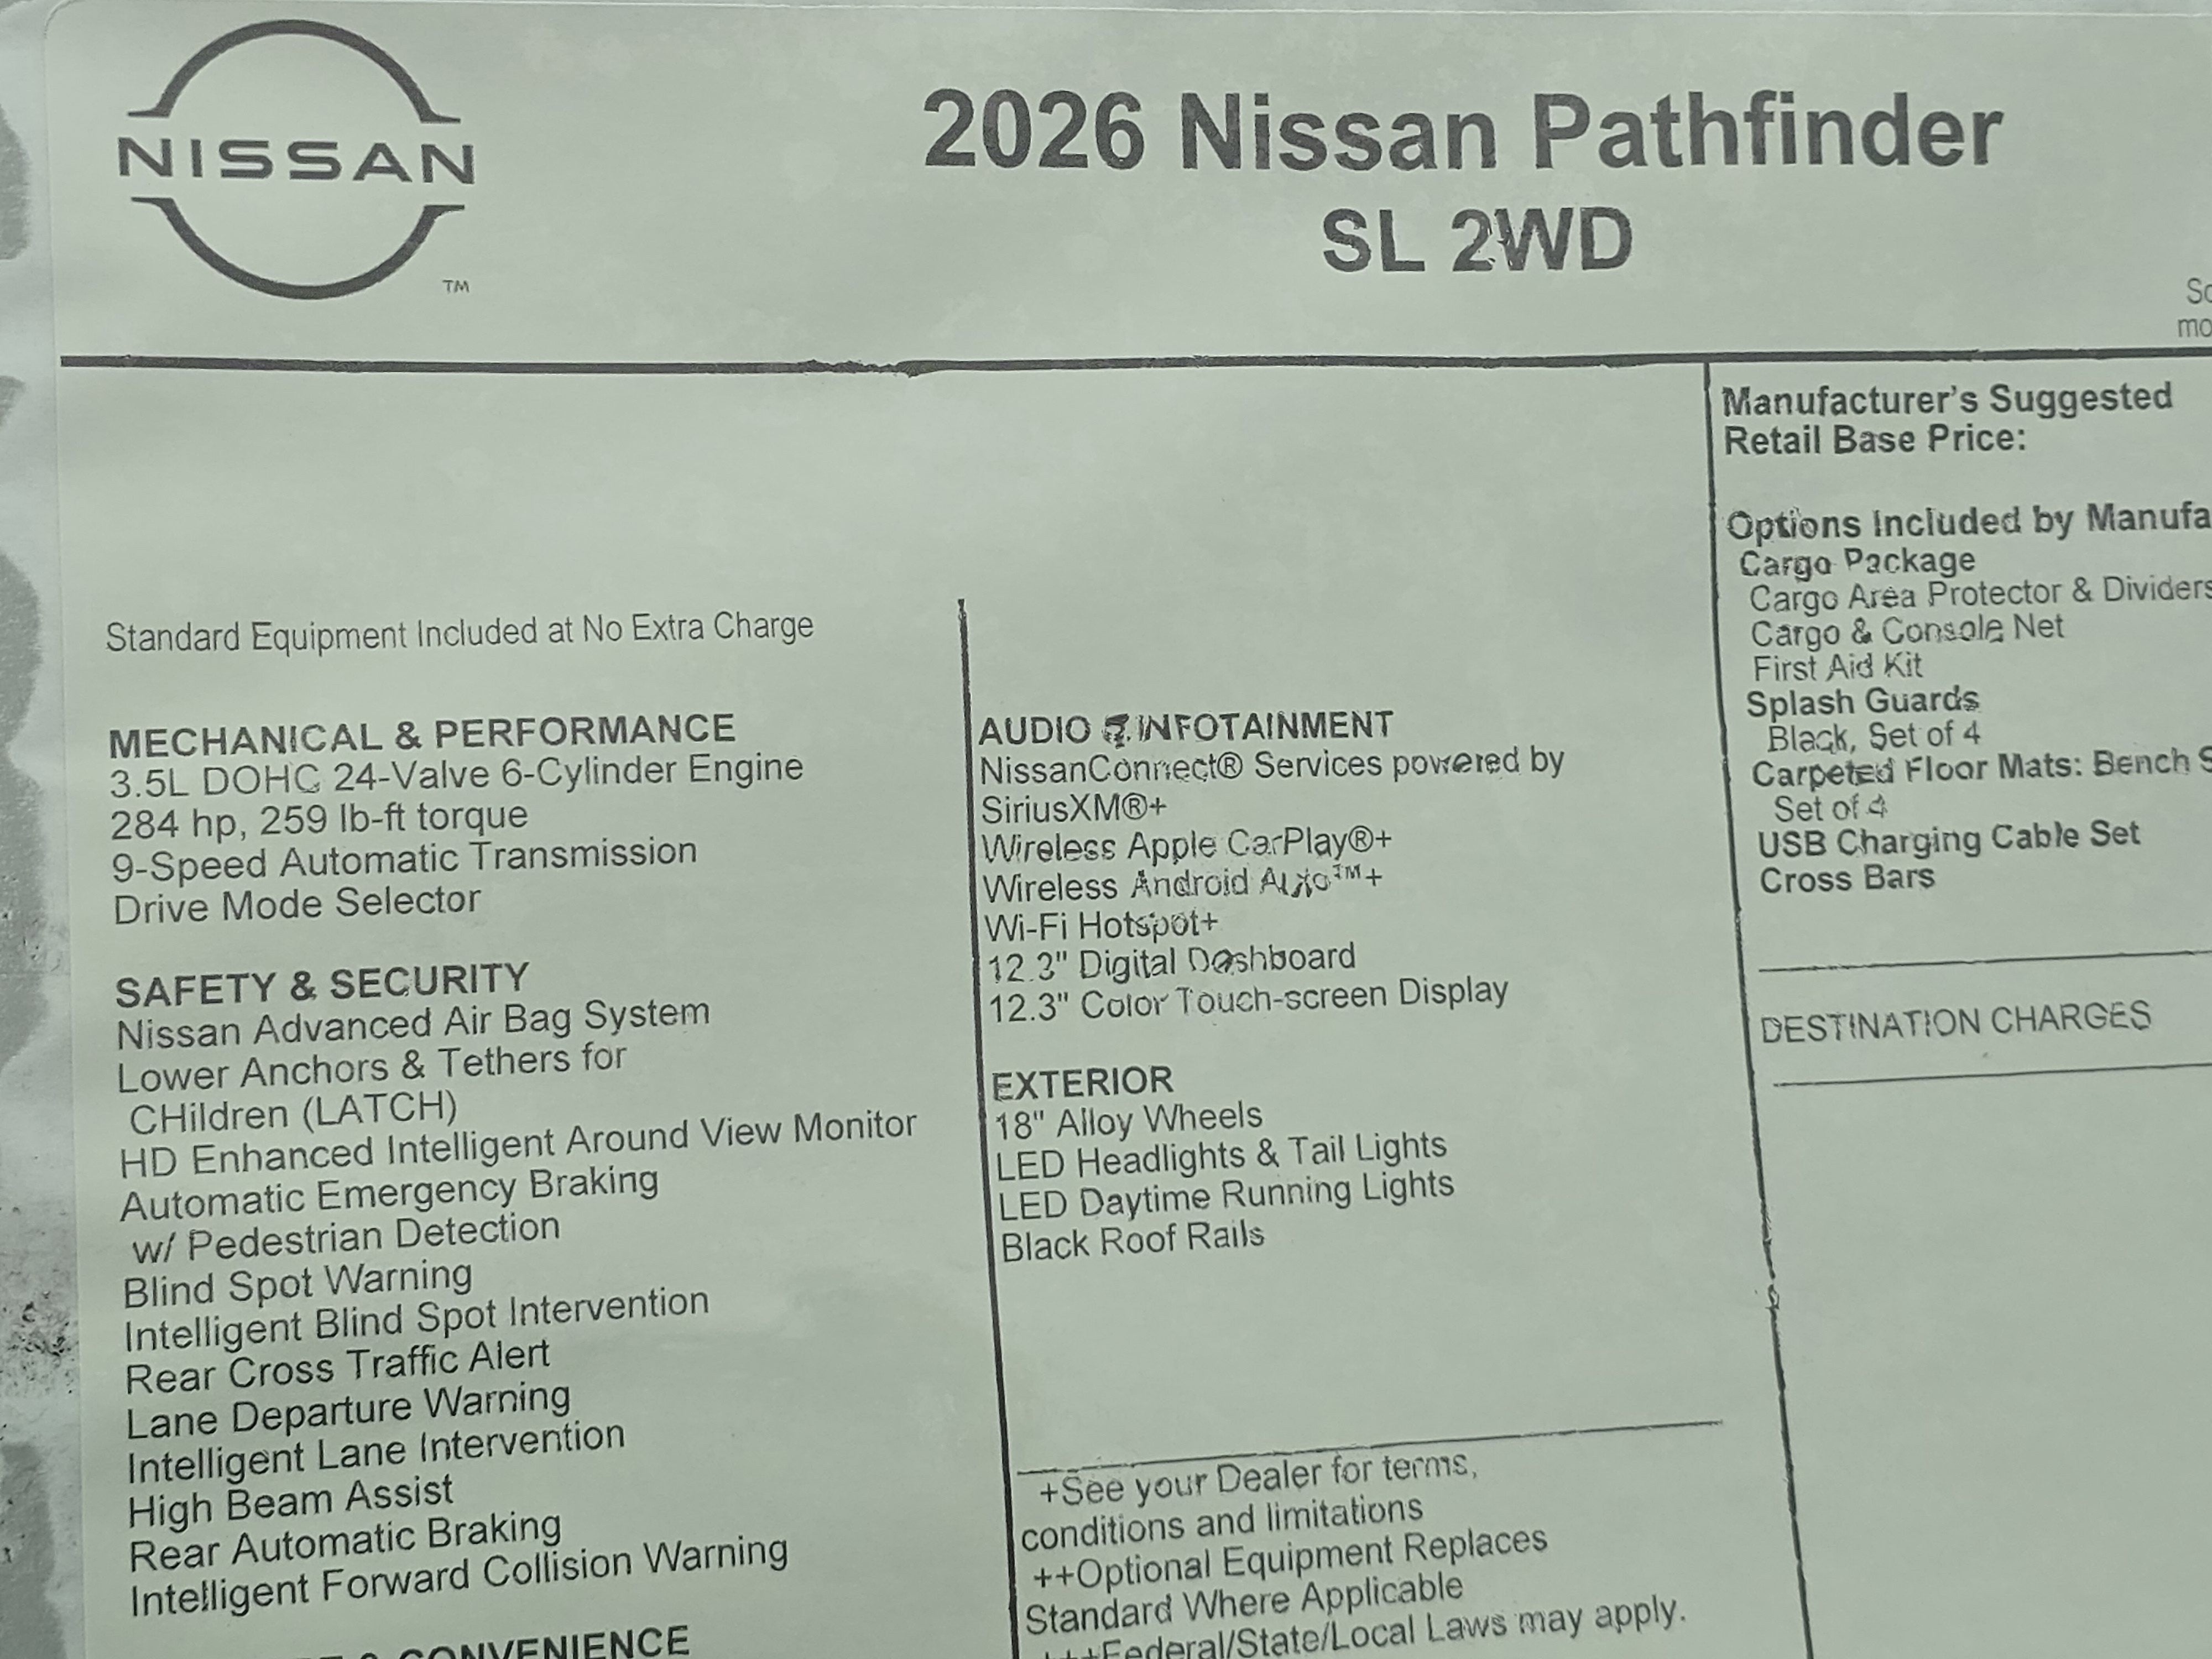 NISSAN
TM
2026 Nissan Pathfinder
SL 2WD
Standard Equipment Included at No Extra Charge
MECHANICAL & PERFORMANCE
3.5L DOHC 24-Valve 6-Cylinder Engine
284 hp, 259 lb-ft torque
9-Speed Automatic Transmission
Drive Mode Selector
SAFETY & SECURITY
Nissan Advanced Air Bag System
Lower Anchors & Tethers for
CHildren (LATCH)
HD Enhanced Intelligent Around View Monitor
Automatic Emergency Braking
w/ Pedestrian Detection
Blind Spot Warning
Intelligent Blind Spot Intervention
Rear Cross Traffic Alert
Lane Departure Warning
Intelligent Lane Intervention
High Beam Assist
Rear Automatic Braking
Intelligent Forward Collision Warning
CONVENIENCE
AUDIO & INFOTAINMENT
NissanConnect® Services powered by
SiriusXM®+
Wireless Apple CarPlay®+
Wireless Android Auto™+
Wi-Fi Hotspot+
12.3" Digital Dashboard
12.3" Color Touch-screen Display
EXTERIOR
18" Alloy Wheels
LED Headlights & Tail Lights
LED Daytime Running Lights
Black Roof Rails
+See your Dealer for terms,
conditions and limitations
++Optional Equipment Replaces
Standard Where Applicable
+++Federal/State/Local Laws may apply.
Manufacturer's Suggested
Retail Base Price:
Options Included by Manufa
Cargo Package
Cargo Area Protector & Dividers
Cargo & Console Net
First Aid Kit
Splash Guards
Black, Set of 4
Carpeted Floor Mats: Bench S
Set of 4
USB Charging Cable Set
Cross Bars
DESTINATION CHARGES